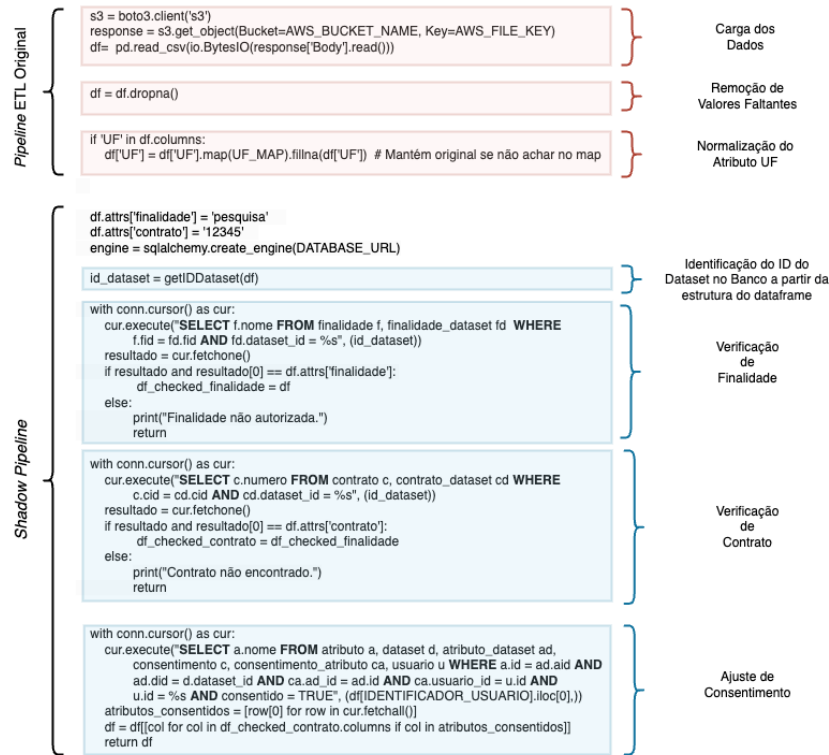 Pipeline ETL Original
s3 = boto3.client('s3')
response = s3.get_object(Bucket=AWS_BUCKET_NAME, Key=AWS_FILE_KEY)
df= pd.read_csv(io.BytesIO(response['Body'].read()))
Carga dos
Dados
df = df.dropna()
Remoção de
Valores Faltantes
if 'UF' in df.columns:
df['UF'] = df['UF'].map(UF_MAP).fillna(df['UF']) # Mantém original se não achar no map
Normalização do
Atributo UF
Shadow Pipeline
df.attrs['finalidade'] = 'pesquisa'
df.attrs['contrato'] = '12345'
engine = sqlalchemy.create_engine(DATABASE_URL)
id_dataset = getIDDataset(df)
Identificação do ID do
Dataset no Banco a partir da
estrutura do dataframe
with conn.cursor() as cur:
cur.execute("SELECT f.nome FROM finalidade f, finalidade_dataset fd WHERE
f.fid = fd.fid AND fd.dataset_id = %s", (id_dataset))
resultado = cur.fetchone()
if resultado and resultado[0] == df.attrs['finalidade']:
df_checked_finalidade = df
else:
print("Finalidade não autorizada.")
return
Verificação
de
Finalidade
with conn.cursor() as cur:
cur.execute("SELECT c.numero FROM contrato c, contrato_dataset cd WHERE
c.cid = cd.cid AND cd.dataset_id = %s", (id_dataset))
resultado = cur.fetchone()
if resultado and resultado[0] == df.attrs['contrato']:
df_checked_contrato = df_checked_finalidade
else:
print("Contrato não encontrado.")
return
Verificação
de
Contrato
with conn.cursor() as cur:
cur.execute("SELECT a.nome FROM atributo a, dataset d, atributo_dataset ad,
consentimento c, consentimento_atributo ca, usuario u WHERE a.id = ad.aid AND
ad.did = d.dataset_id AND ca.ad_id = ad.id AND ca.usuario_id = u.id AND
u.id = %s AND consentido = TRUE", (df[IDENTIFICADOR_USUARIO].iloc[0],))
atributos_consentidos = [row[0] for row in cur.fetchall()]
df = df[[col for col in df_checked_contrato.columns if col in atributos_consentidos]]
return df
Ajuste de
Consentimento